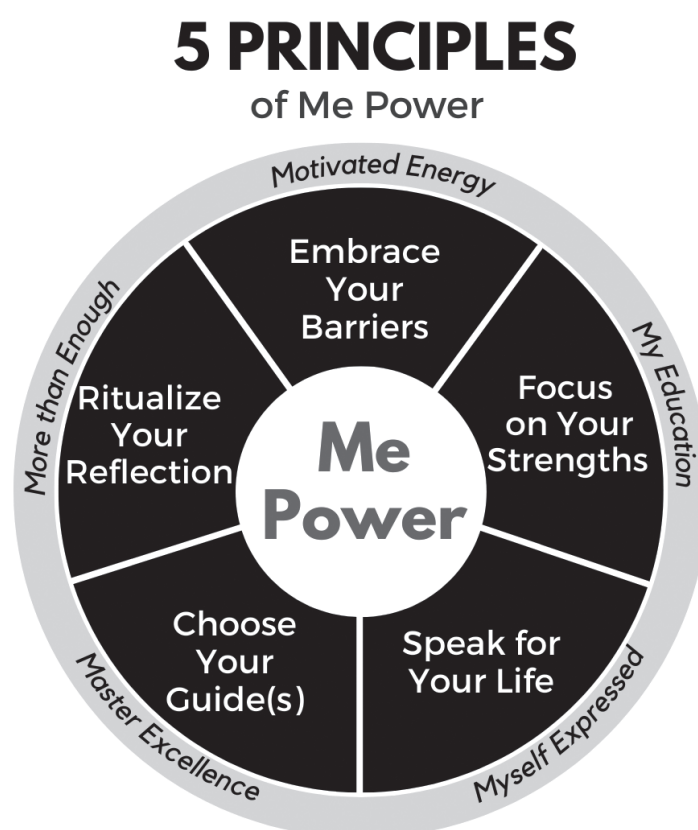 5 PRINCIPLES
of Me Power
Motivated Energy
Embrace
Your
Barriers
My Education
Focus
on Your
Strengths
Myself Expressed
Speak for
Your Life
Master Excellence
Choose
Your
Guide(s)
More than Enough
Ritualize
Your
Reflection
Me
Power